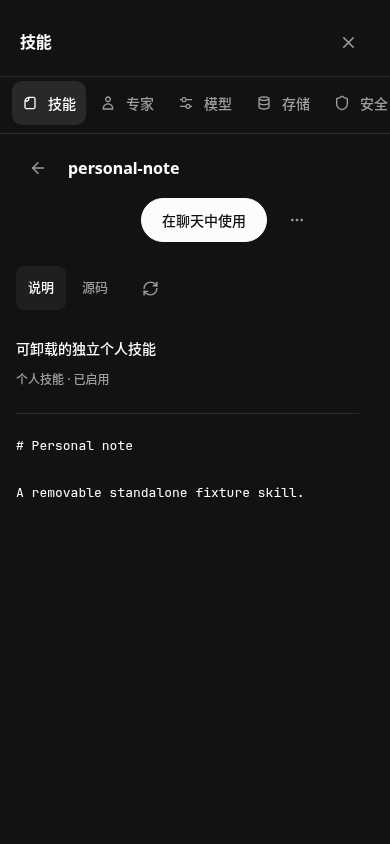 技能
技能 专家 模型 存储 安全
personal-note
在聊天中使用
说明 源码
可卸载的独立个人技能
个人技能 · 已启用
# Personal note
A removable standalone fixture skill.